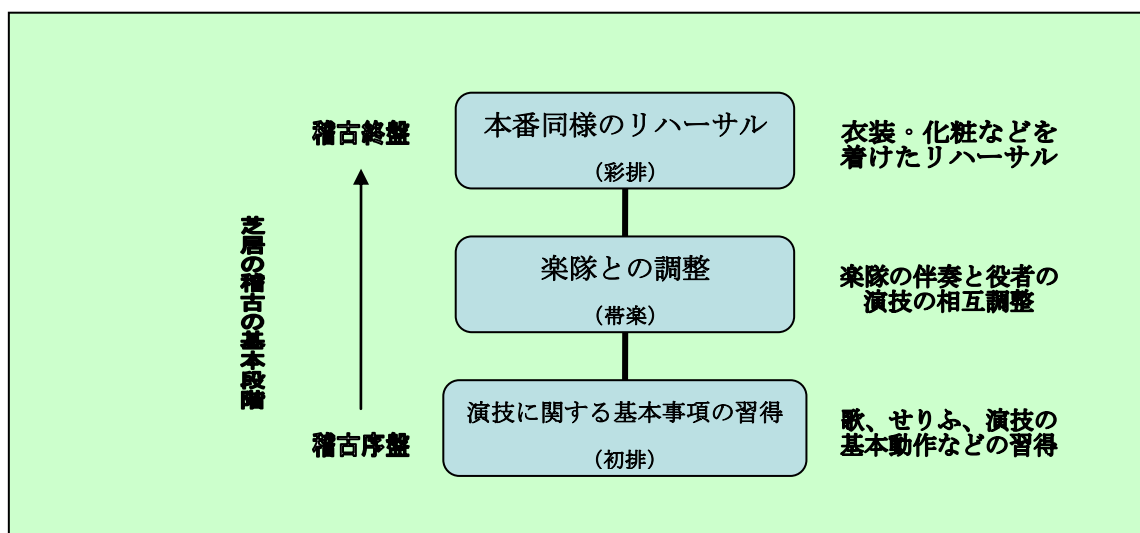 稽古終盤
本番同様のリハーサル
（彩排）
衣装。化粧などを
着けたリハーサル
芝居の稽古の基本段階
楽隊との調整
（帯楽）
楽隊の伴奏と役者の
演技の相互調整
稽古序盤
演技に関する基本事項の習得
（初排）
歌、せりふ、演技の
基本動作などの習得